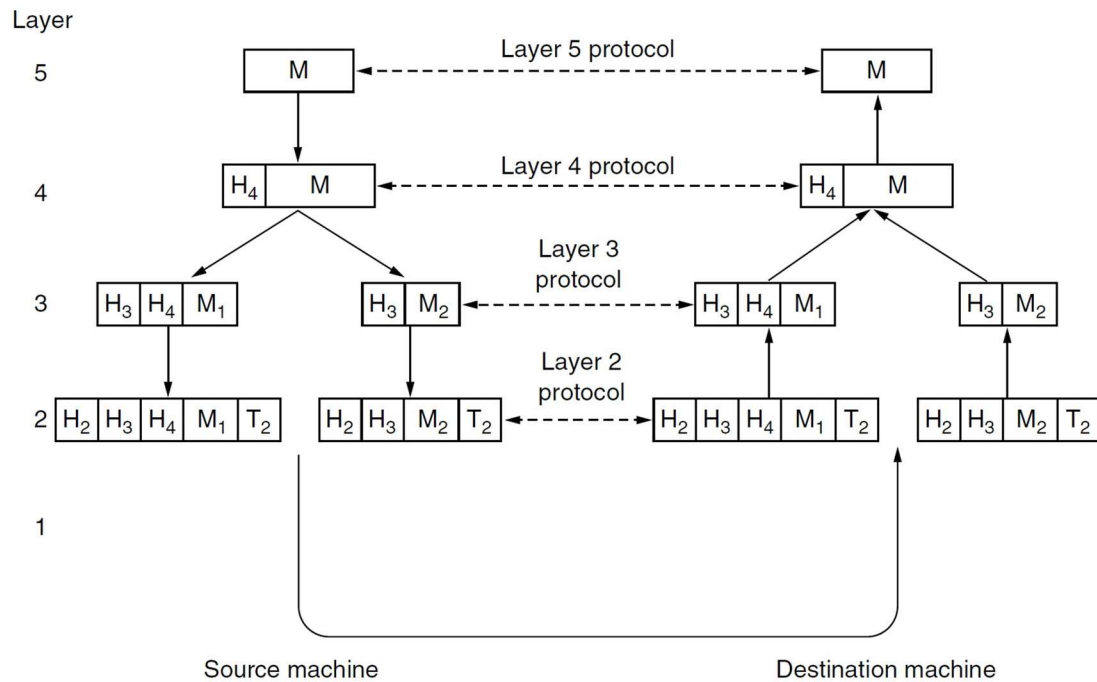 Layer
5 M Layer 5 protocol M
4 H₄ M Layer 4 protocol H₄ M
Layer 3
protocol
3 H₃ H₄ M₁ H₃ M₂ H₃ H₄ M₁ H₃ M₂
Layer 2
protocol
2 H₂ H₃ H₄ M₁ T₂ H₂ H₃ M₂ T₂ H₂ H₃ H₄ M₁ T₂ H₂ H₃ M₂ T₂
1
Source machine Destination machine